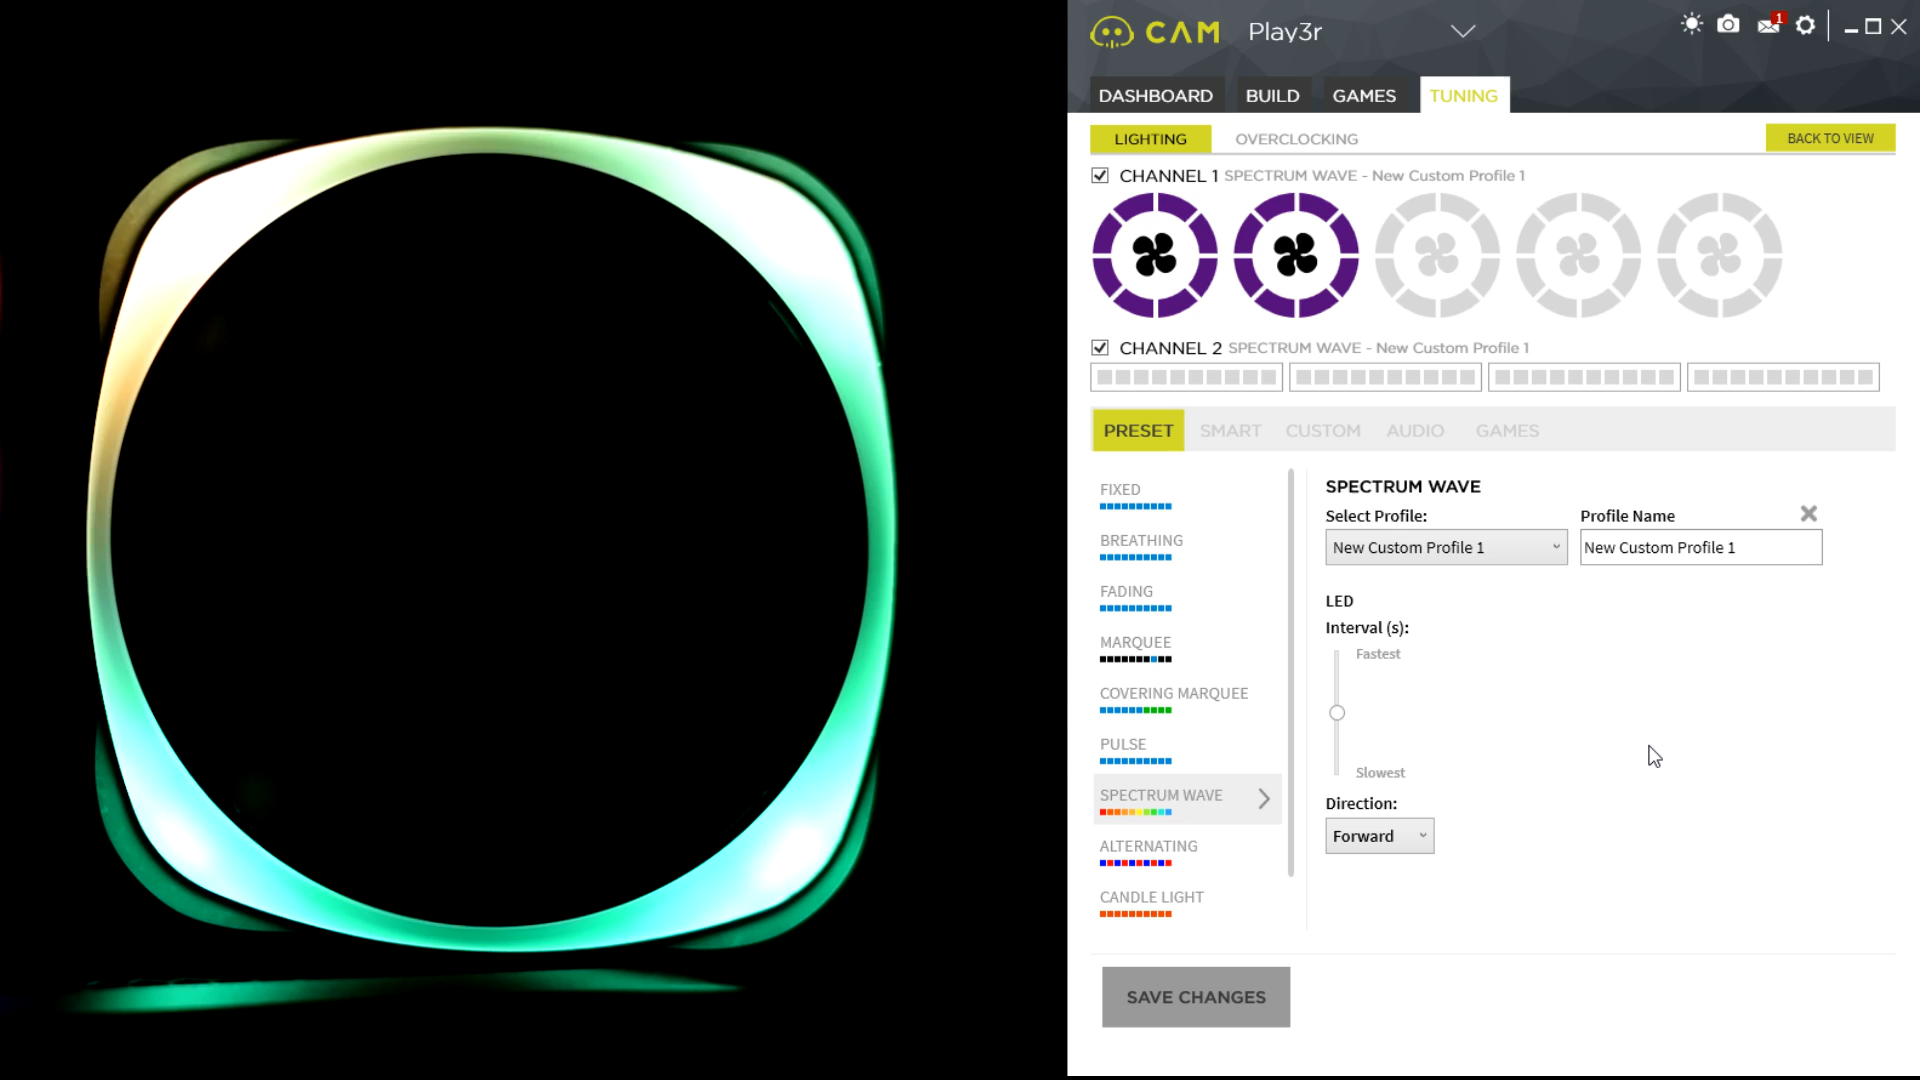 CAM Play3r
1
DASHBOARD BUILD GAMES TUNING
LIGHTING OVERCLOCKING BACK TO VIEW
CHANNEL 1 SPECTRUM WAVE - New Custom Profile 1
CHANNEL 2 SPECTRUM WAVE - New Custom Profile 1
PRESET SMART CUSTOM AUDIO GAMES
FIXED
BREATHING
FADING
MARQUEE
COVERING MARQUEE
PULSE
SPECTRUM WAVE
ALTERNATING
CANDLE LIGHT
SPECTRUM WAVE
Select Profile: Profile Name
New Custom Profile 1 New Custom Profile 1
LED
Interval (s):
Fastest
Slowest
Direction:
Forward
SAVE CHANGES